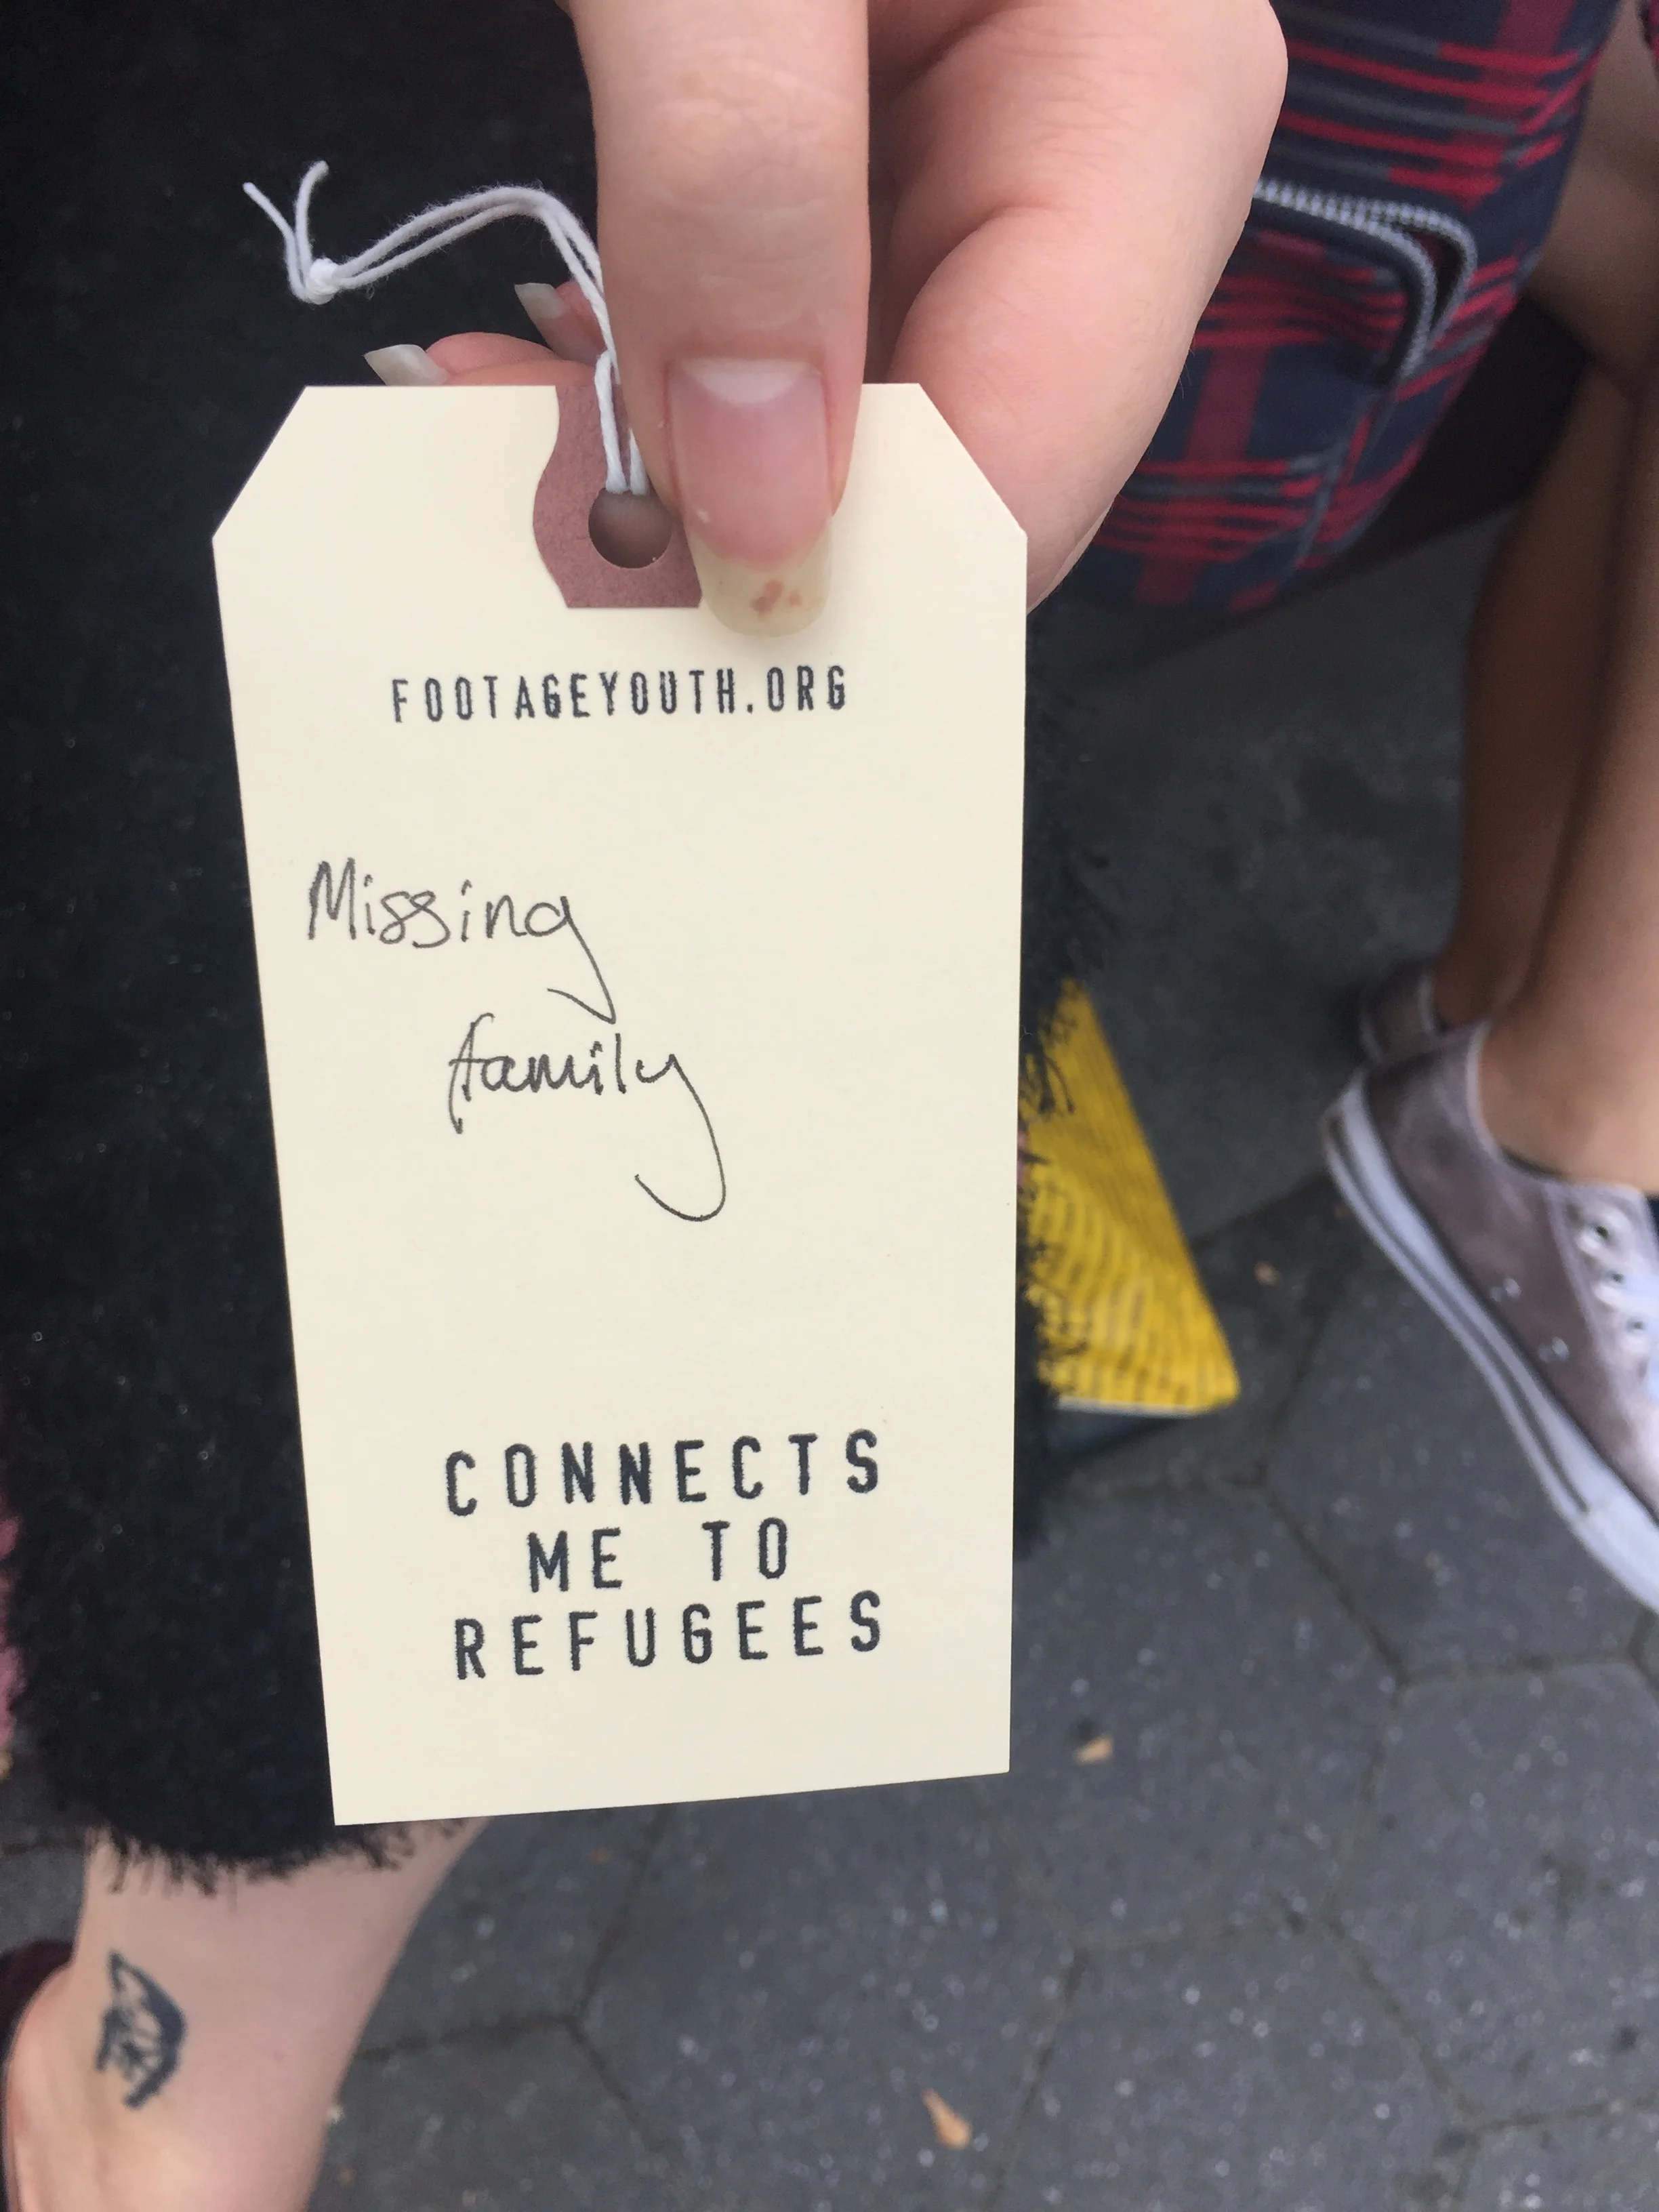 FOOTAGEYOUTH.ORG
Missing
family
CONNECTS
ME TO
REFUGEES